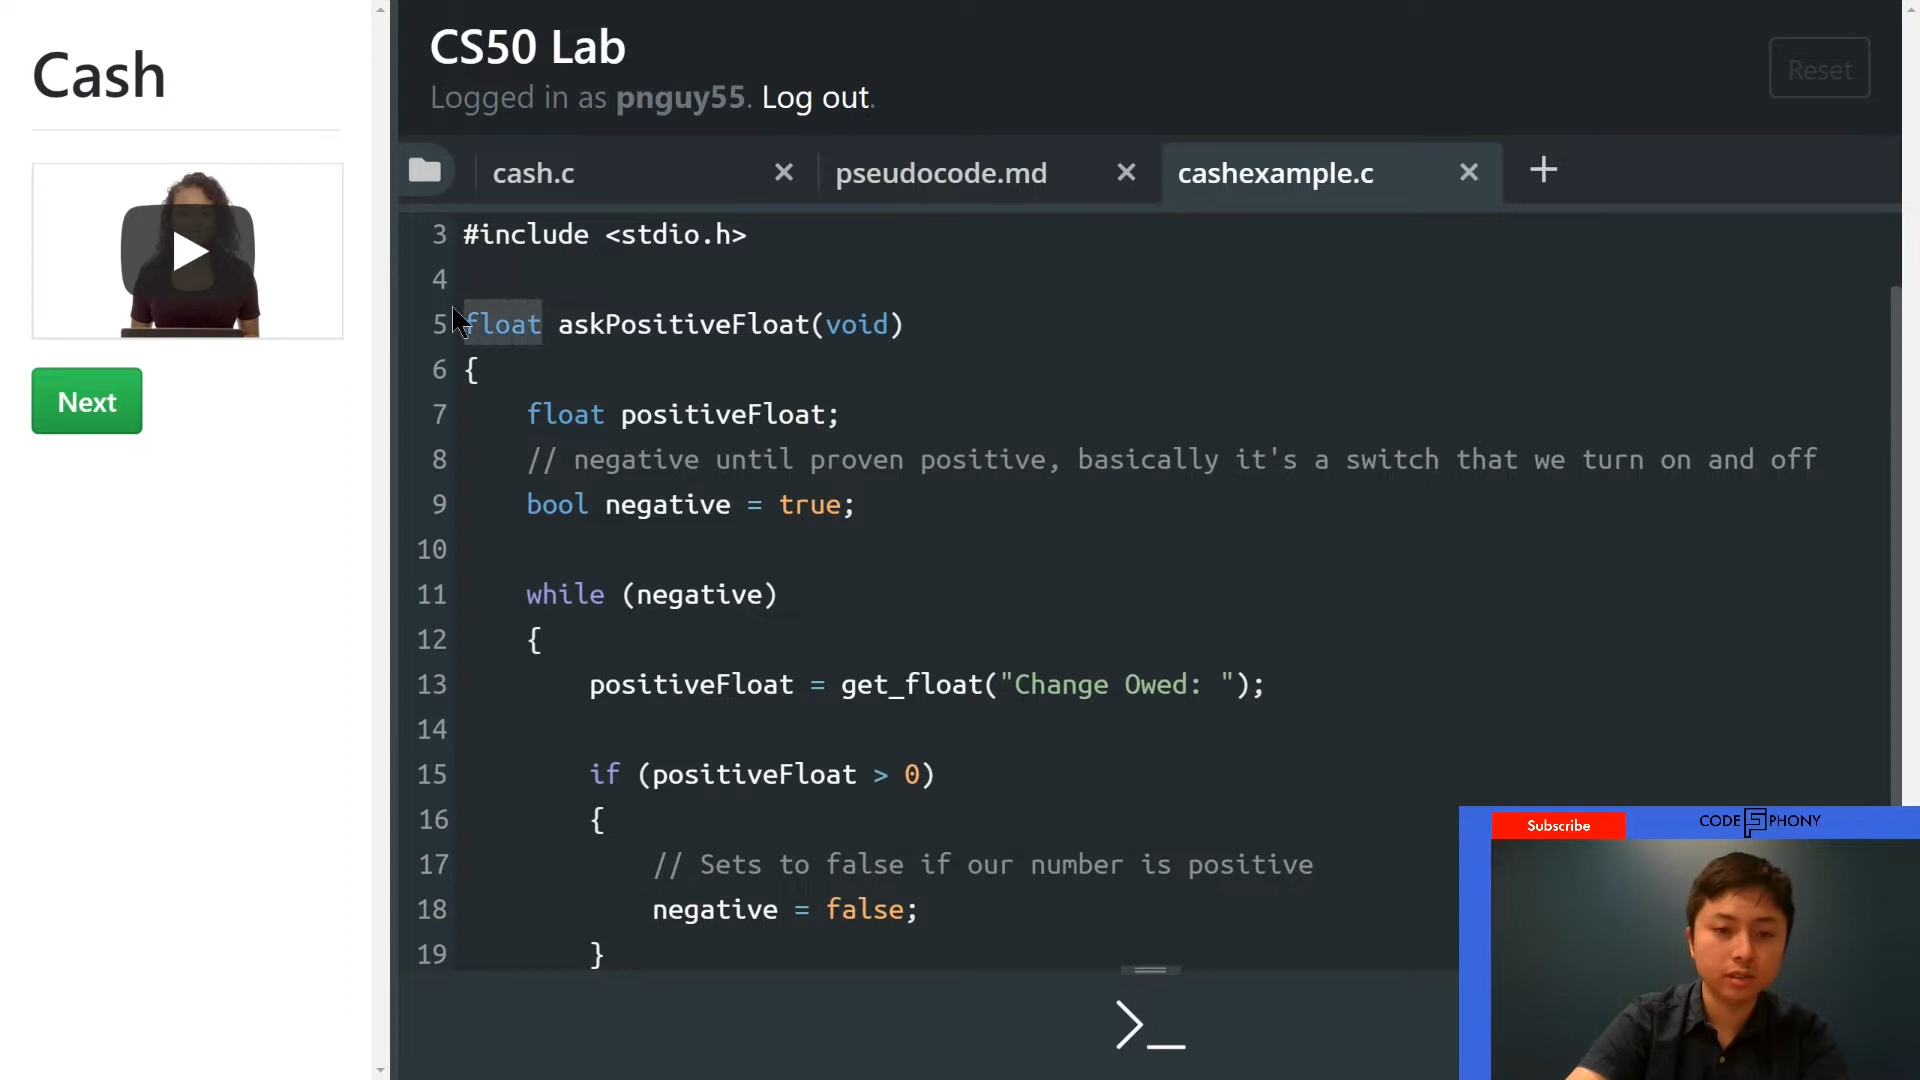 Cash
Next
CS50 Lab
Logged in as pnguy55. Log out.
Reset
cash.c
pseudocode.md
cashexample.c
3 #include <stdio.h>
4
5 float askPositiveFloat(void)
6 {
7 float positiveFloat;
8 // negative until proven positive, basically it's a switch that we turn on and off
9 bool negative = true;
10
11 while (negative)
12 {
13 positiveFloat = get_float("Change Owed: ");
14
15 if (positiveFloat > 0)
16 {
17 // Sets to false if our number is positive
18 negative = false;
19 }
>_
Subscribe
CODE PHONY